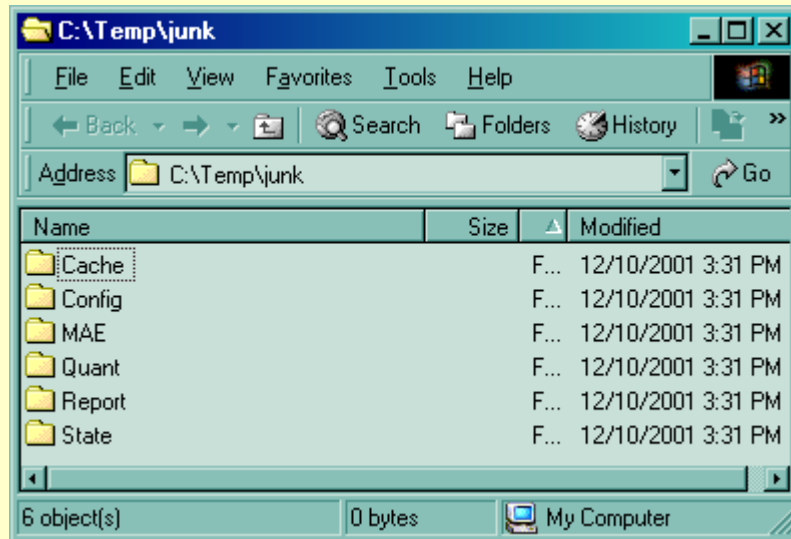 C:\Temp\junk
File Edit View Favorites Tools Help
Back Search Folders History »
Address C:\Temp\junk Go
Name Size Modified
Cache F... 12/10/2001 3:31 PM
Config F... 12/10/2001 3:31 PM
MAE F... 12/10/2001 3:31 PM
Quant F... 12/10/2001 3:31 PM
Report F... 12/10/2001 3:31 PM
State F... 12/10/2001 3:31 PM
6 object(s) 0 bytes My Computer